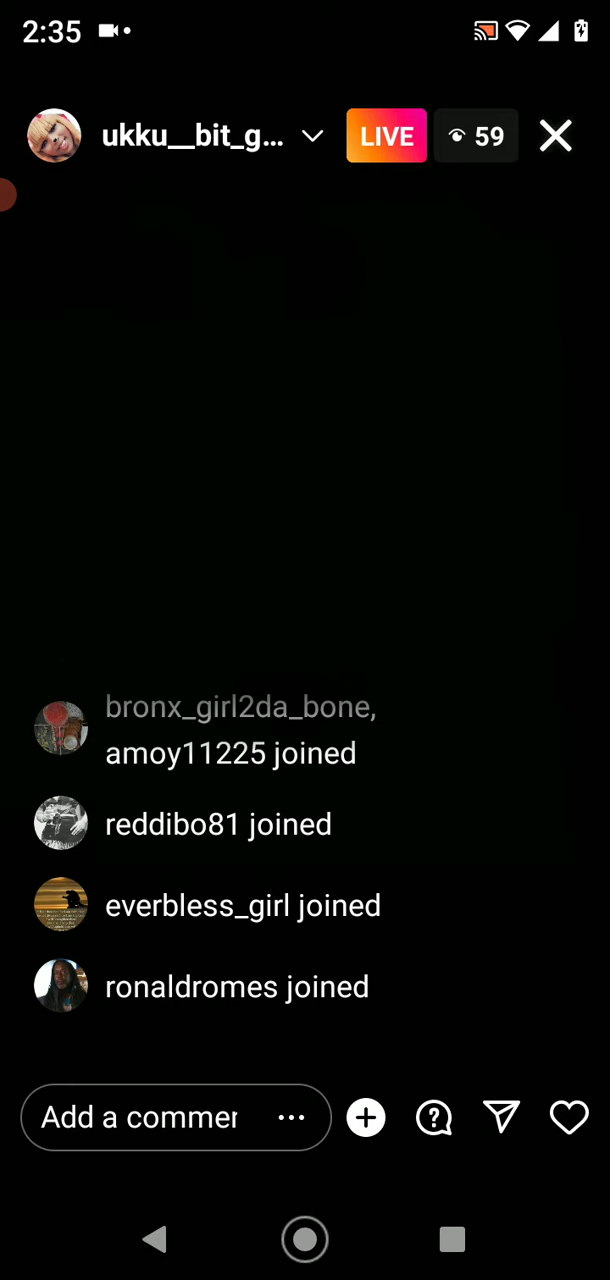 2:35
ukku__bit_g...
LIVE
59
bronx_girl2da_bone,
amoy11225 joined
reddibo81 joined
everbless_girl joined
ronaldromes joined
Add a commer